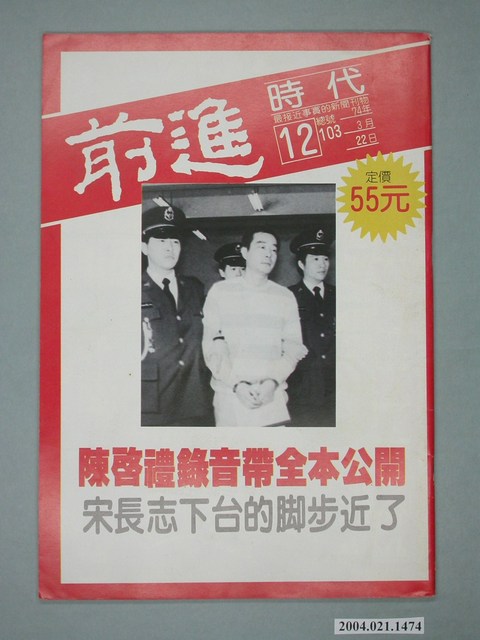 前進
時代
最接近事實的新聞刊物
12
總號
103
74年
3月
22日
定價
55元
陳啓禮錄音帶全本公開
宋長志下台的脚步近了
2004.021.1474